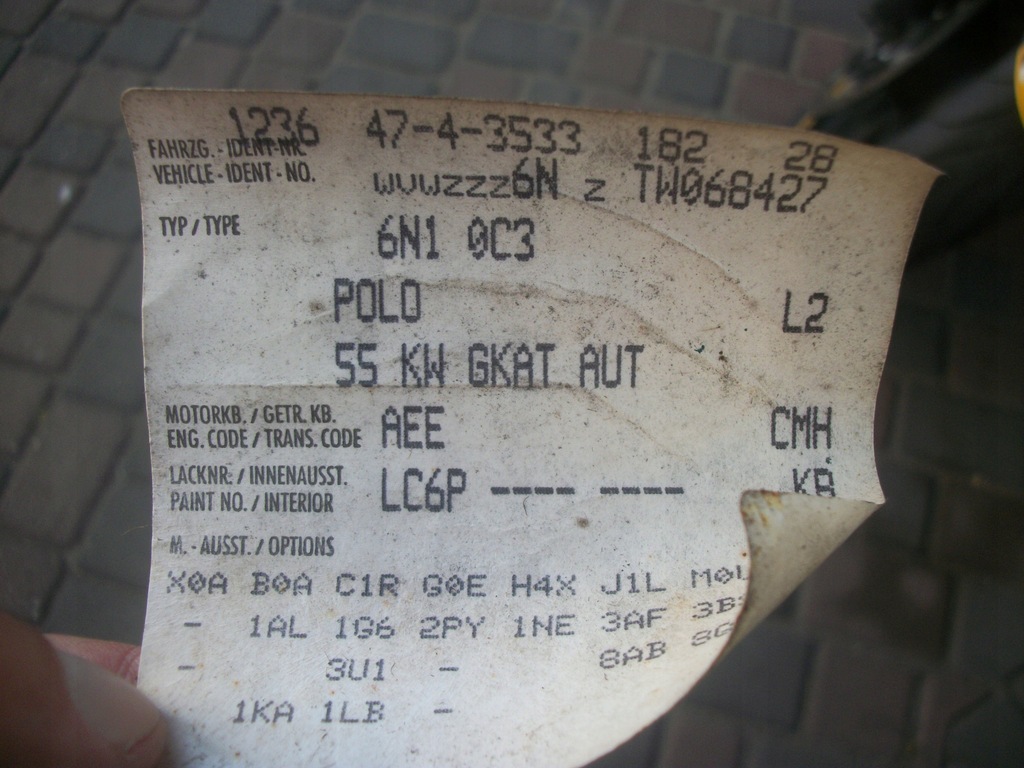 1236 47-4-3533 182 28
FAHRZG. - IDENT-NR.
VEHICLE - IDENT - NO. WVWZZZ6N Z TW068427
TYP / TYPE 6N1 0C3
POLO L2
55 KW GKAT AUT
MOTORKB. / GETR. KB.
ENG. CODE / TRANS. CODE AEE CMH
LACKNR. / INNENAUSST.
PAINT NO. / INTERIOR LC6P ---- ---- KB
M. - AUSST. / OPTIONS
X0A B0A C1R G0E H4X J1L
- 1AL 1G6 2PY 1NE 3AF
- 3U1 - 8AB
1KA 1LB -